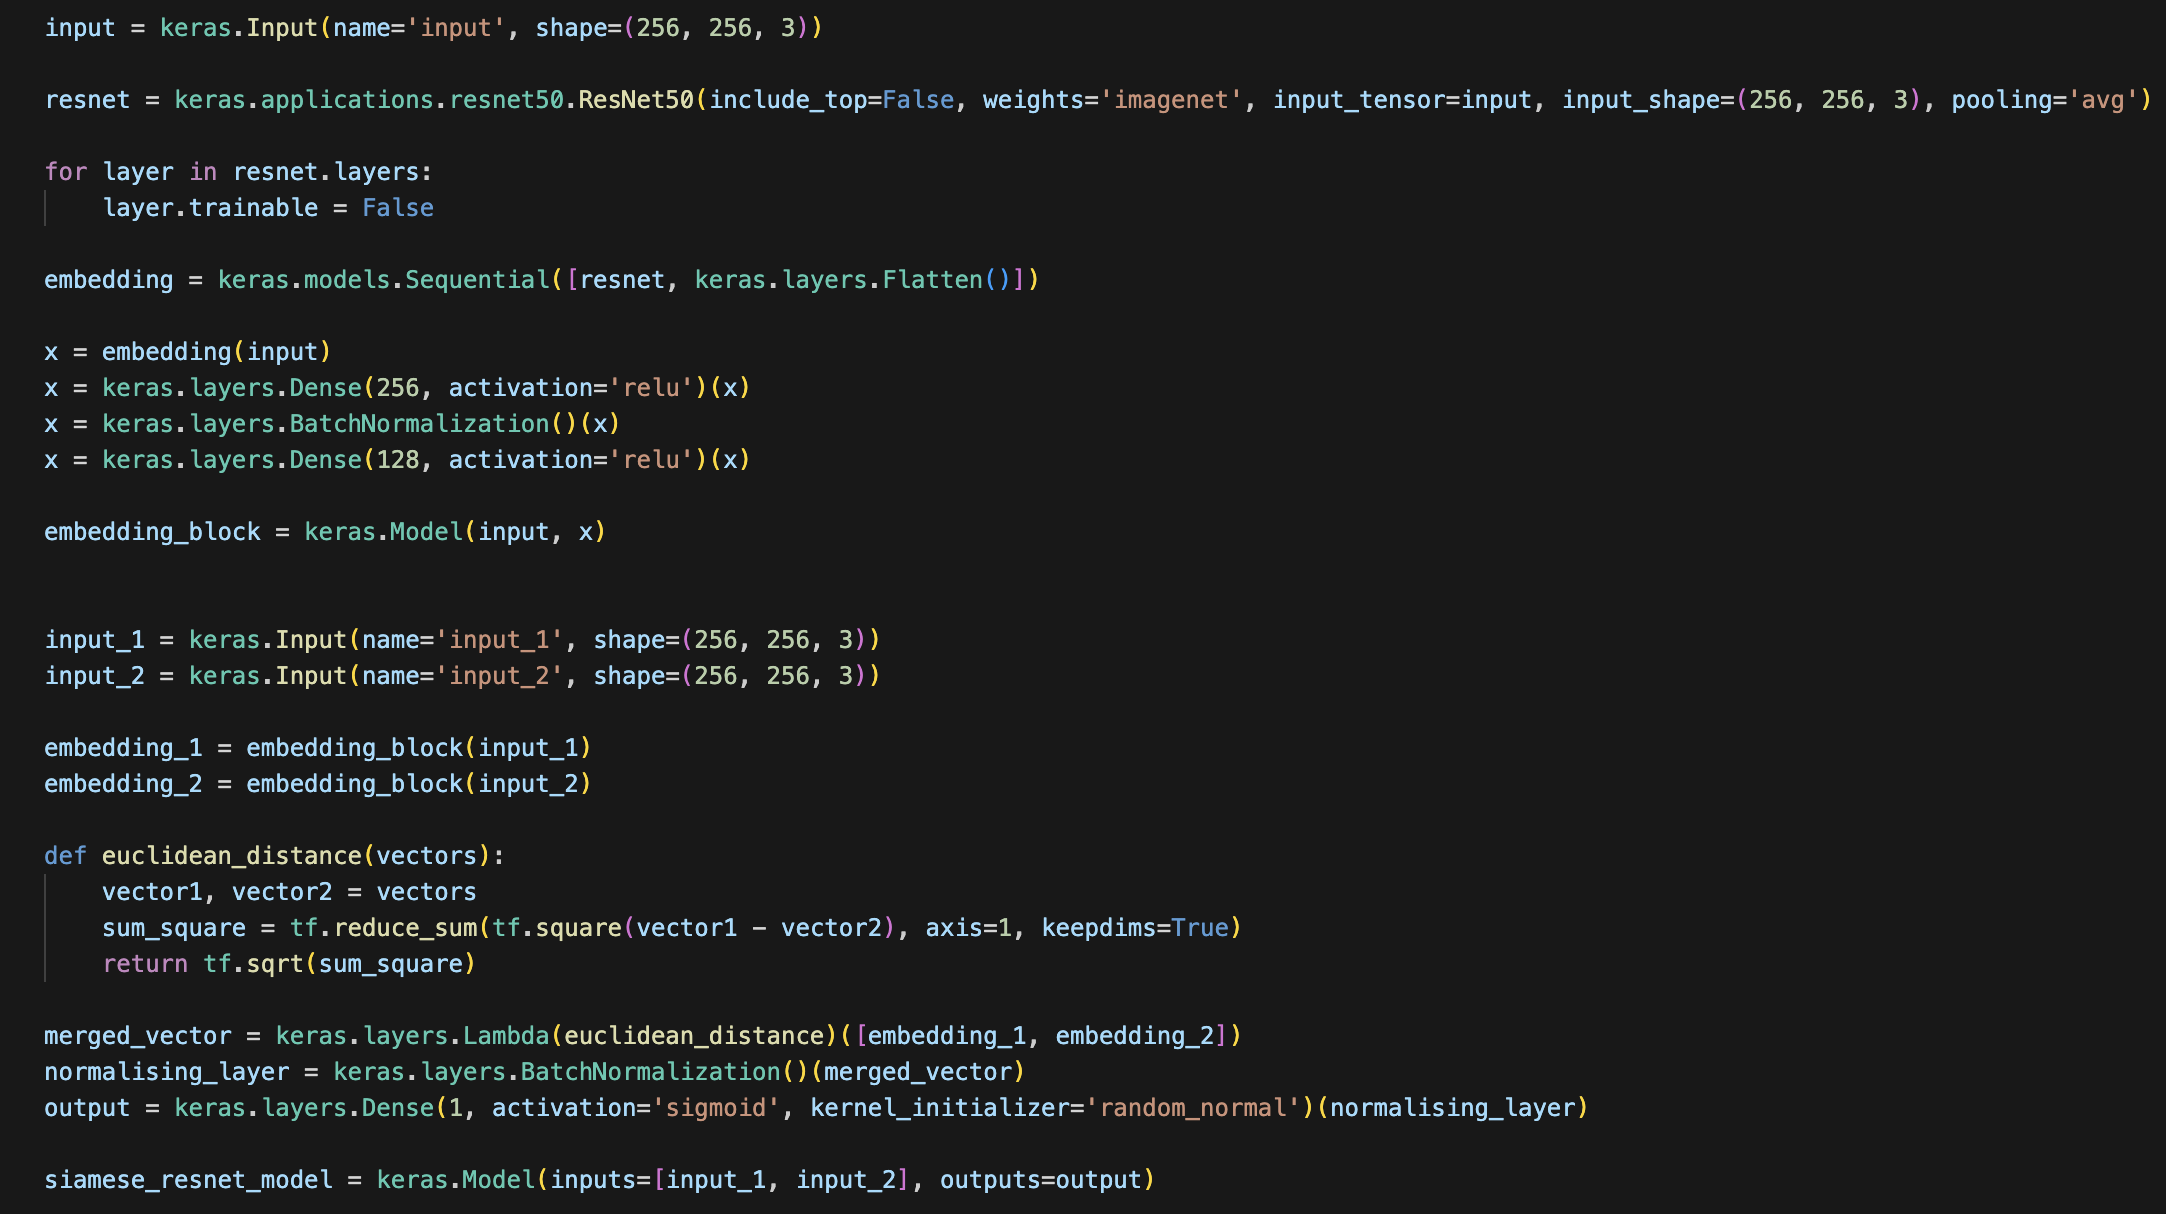 input = keras.Input(name='input', shape=(256, 256, 3))
resnet = keras.applications.resnet50.ResNet50(include_top=False, weights='imagenet', input_tensor=input, input_shape=(256, 256, 3), pooling='avg')
for layer in resnet.layers:
    layer.trainable = False
embedding = keras.models.Sequential([resnet, keras.layers.Flatten()])
x = embedding(input)
x = keras.layers.Dense(256, activation='relu')(x)
x = keras.layers.BatchNormalization()(x)
x = keras.layers.Dense(128, activation='relu')(x)
embedding_block = keras.Model(input, x)
input_1 = keras.Input(name='input_1', shape=(256, 256, 3))
input_2 = keras.Input(name='input_2', shape=(256, 256, 3))
embedding_1 = embedding_block(input_1)
embedding_2 = embedding_block(input_2)
def euclidean_distance(vectors):
    vector1, vector2 = vectors
    sum_square = tf.reduce_sum(tf.square(vector1 - vector2), axis=1, keepdims=True)
    return tf.sqrt(sum_square)
merged_vector = keras.layers.Lambda(euclidean_distance)([embedding_1, embedding_2])
normalising_layer = keras.layers.BatchNormalization()(merged_vector)
output = keras.layers.Dense(1, activation='sigmoid', kernel_initializer='random_normal')(normalising_layer)
siamese_resnet_model = keras.Model(inputs=[input_1, input_2], outputs=output)